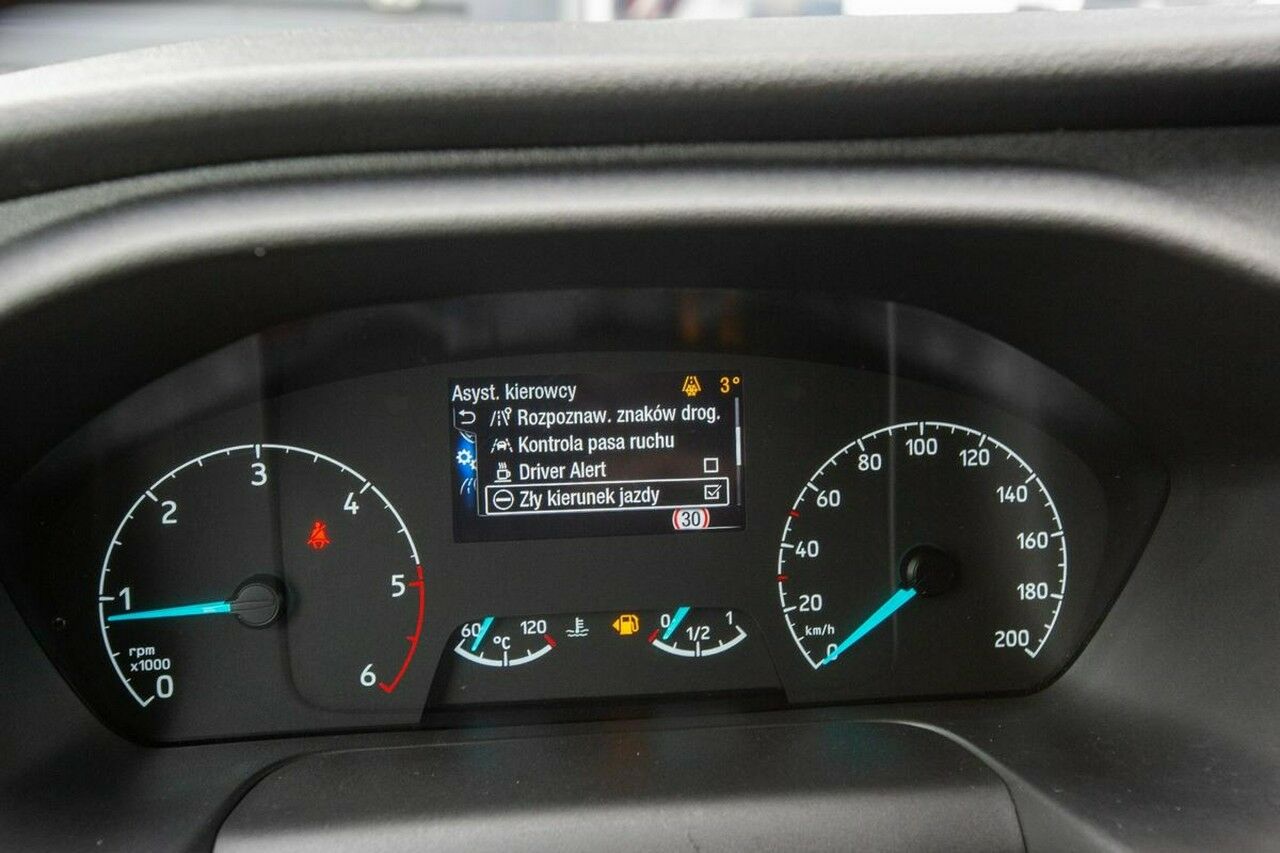 Asyst. kierowcy 3°
Rozpoznaw. znaków drog.
Kontrola pasa ruchu
Driver Alert
Zły kierunek jazdy
30
0
1
2
3
4
5
6
rpm
x1000
60
120
°C
0
1/2
1
0
20
40
60
80
100
120
140
160
180
200
km/h